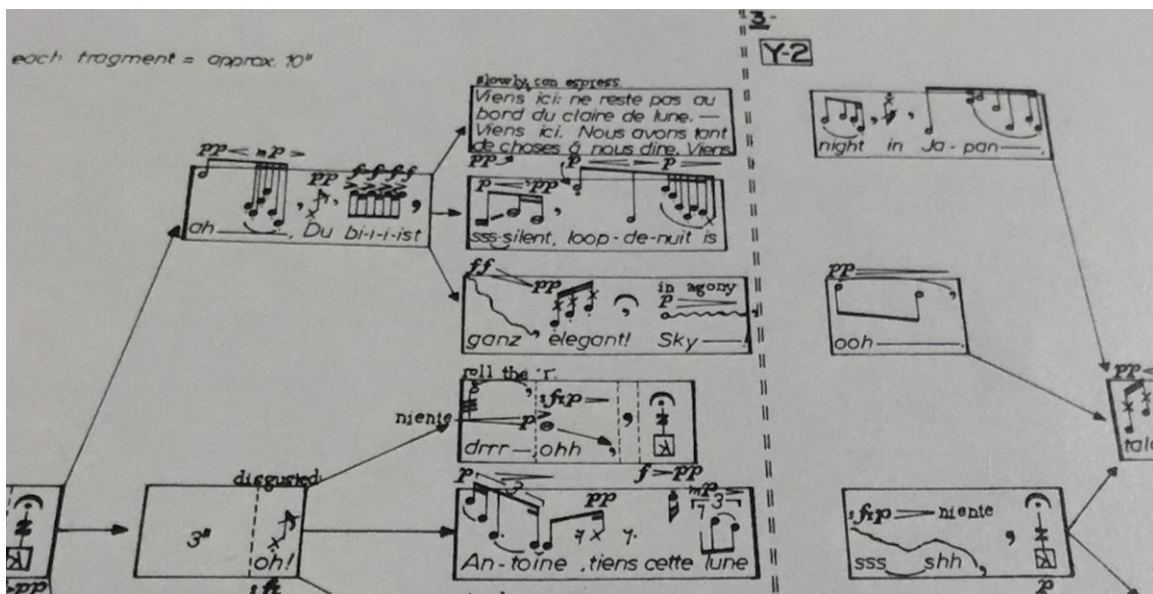 3-
each fragment = approx. 10"
Y-2
slowly, con espress.
Viens ici: ne reste pas au
bord du claire de lune. —
Viens ici. Nous avons tant
de choses á nous dire. Viens
pp
p
p
pp < mp >
pp
f f f f
ah ———, Du bi-ı-i-ist
p < pp
sss-silent, loop-de-nuit is
night in Ja-pan —,
ff > pp
in agony
p
ganz elegant! Sky ——!
pp
ooh ———.
roll the 'r.
niente
p
drrr —, ohh
K
pp <
disgusted
3"
oh!
p
3
pp
f > pp
mp >
3
An-toine , tiens cette lune
niente
sss shh
K
K